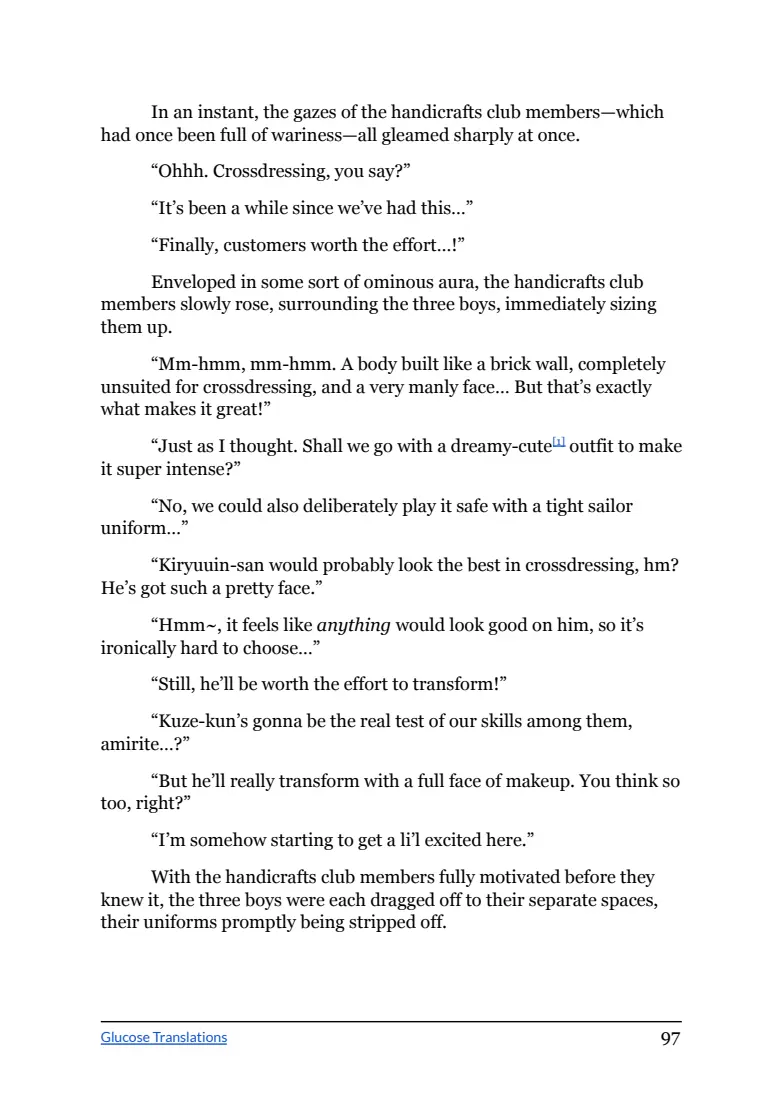 In an instant, the gazes of the handicrafts club members—which
had once been full of wariness—all gleamed sharply at once.
“Ohhh. Crossdressing, you say?”
“It’s been a while since we’ve had this…”
“Finally, customers worth the effort…!”
Enveloped in some sort of ominous aura, the handicrafts club
members slowly rose, surrounding the three boys, immediately sizing
them up.
“Mm-hmm, mm-hmm. A body built like a brick wall, completely
unsuited for crossdressing, and a very manly face… But that’s exactly
what makes it great!”
“Just as I thought. Shall we go with a dreamy-cute[1] outfit to make
it super intense?”
“No, we could also deliberately play it safe with a tight sailor
uniform…”
“Kiryuuin-san would probably look the best in crossdressing, hm?
He’s got such a pretty face.”
“Hmm~, it feels like anything would look good on him, so it’s
ironically hard to choose…”
“Still, he’ll be worth the effort to transform!”
“Kuze-kun’s gonna be the real test of our skills among them,
amirite…?”
“But he’ll really transform with a full face of makeup. You think so
too, right?”
“I’m somehow starting to get a li’l excited here.”
With the handicrafts club members fully motivated before they
knew it, the three boys were each dragged off to their separate spaces,
their uniforms promptly being stripped off.
Glucose Translations 97